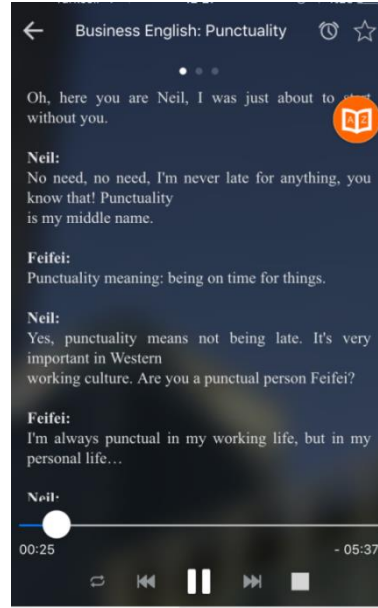 Business English: Punctuality
Oh, here you are Neil, I was just about to
without you.
Neil:
No need, no need, I'm never late for anything, you
know that! Punctuality
is my middle name.
Feifei:
Punctuality meaning: being on time for things.
Neil:
Yes, punctuality means not being late. It's very
important in Western
working culture. Are you a punctual person Feifei?
Feifei:
I'm always punctual in my working life, but in my
personal life…
Neil:
00:25
- 05:37